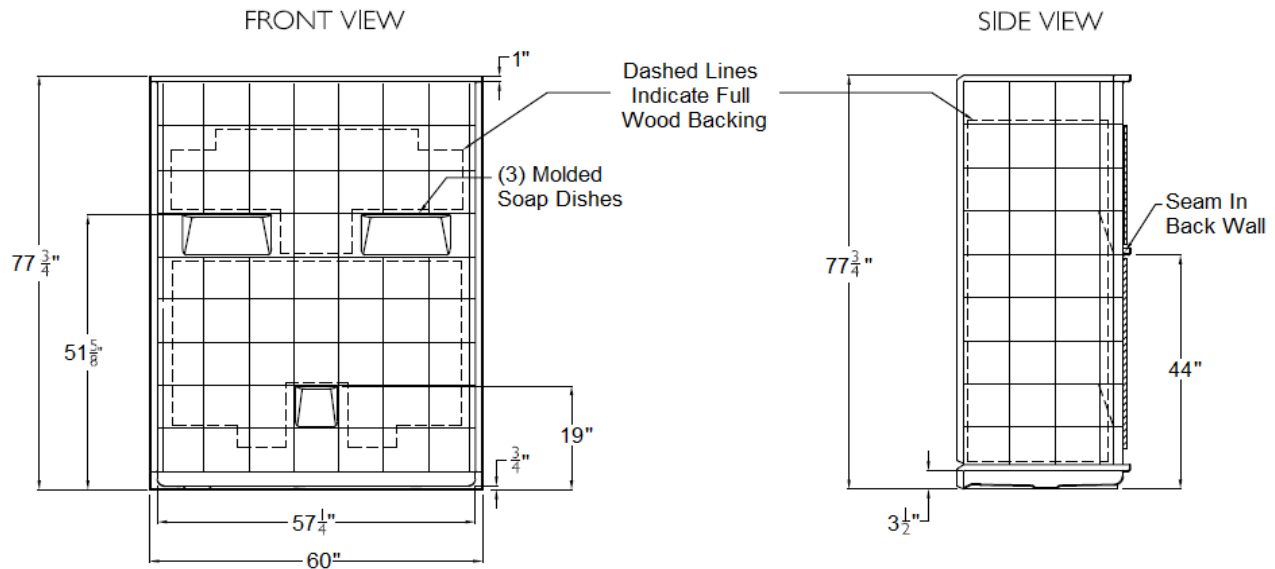 FRONT VIEW
SIDE VIEW
1"
Dashed Lines
Indicate Full
Wood Backing
(3) Molded
Soap Dishes
Seam In
Back Wall
77 3/4"
77 3/4"
51 5/8"
44"
19"
3/4"
3 1/2"
57 1/4"
60"